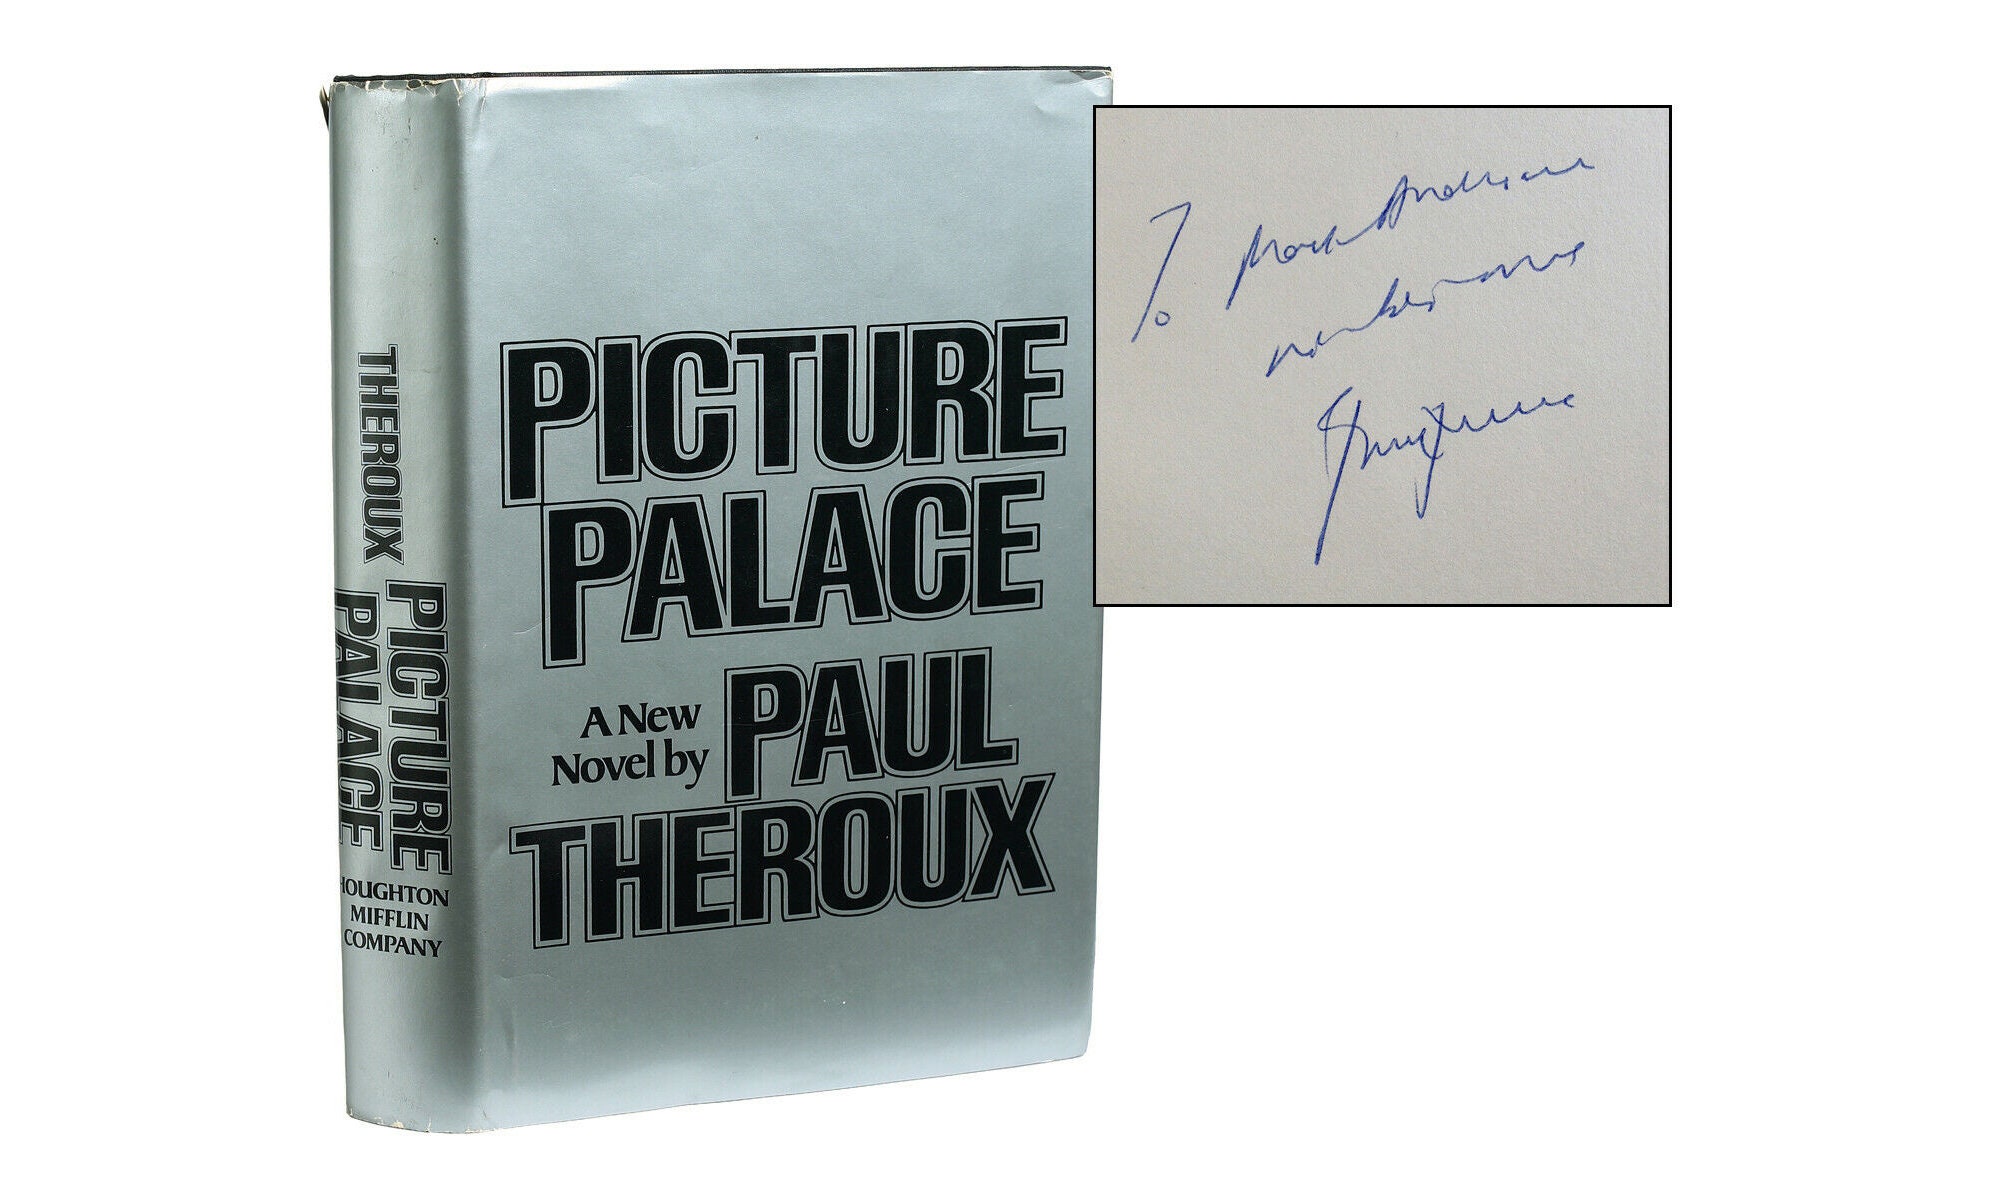 THEROUX
PICTURE
PALACE
HOUGHTON
MIFFLIN
COMPANY
PICTURE
PALACE
A New
Novel by
PAUL
THEROUX
To